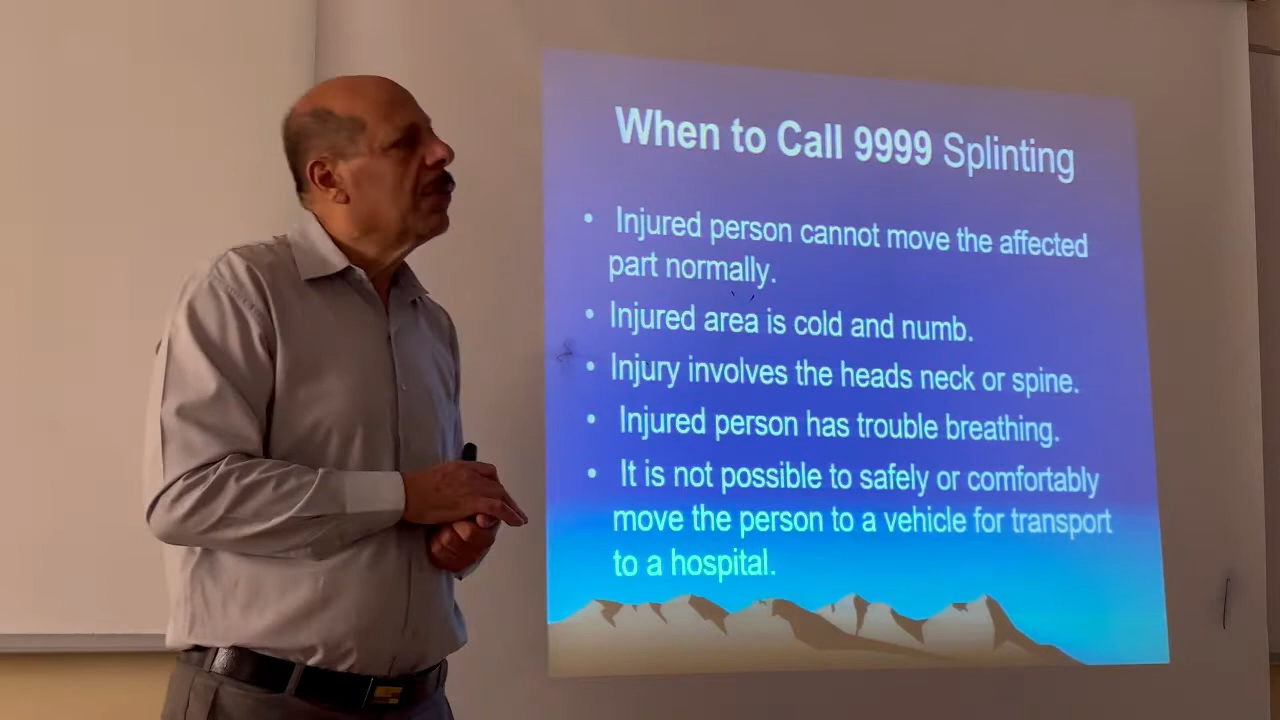 When to Call 9999 Splinting
• Injured person cannot move the affected
part normally.
• Injured area is cold and numb.
• Injury involves the heads neck or spine.
• Injured person has trouble breathing.
• It is not possible to safely or comfortably
move the person to a vehicle for transport
to a hospital.